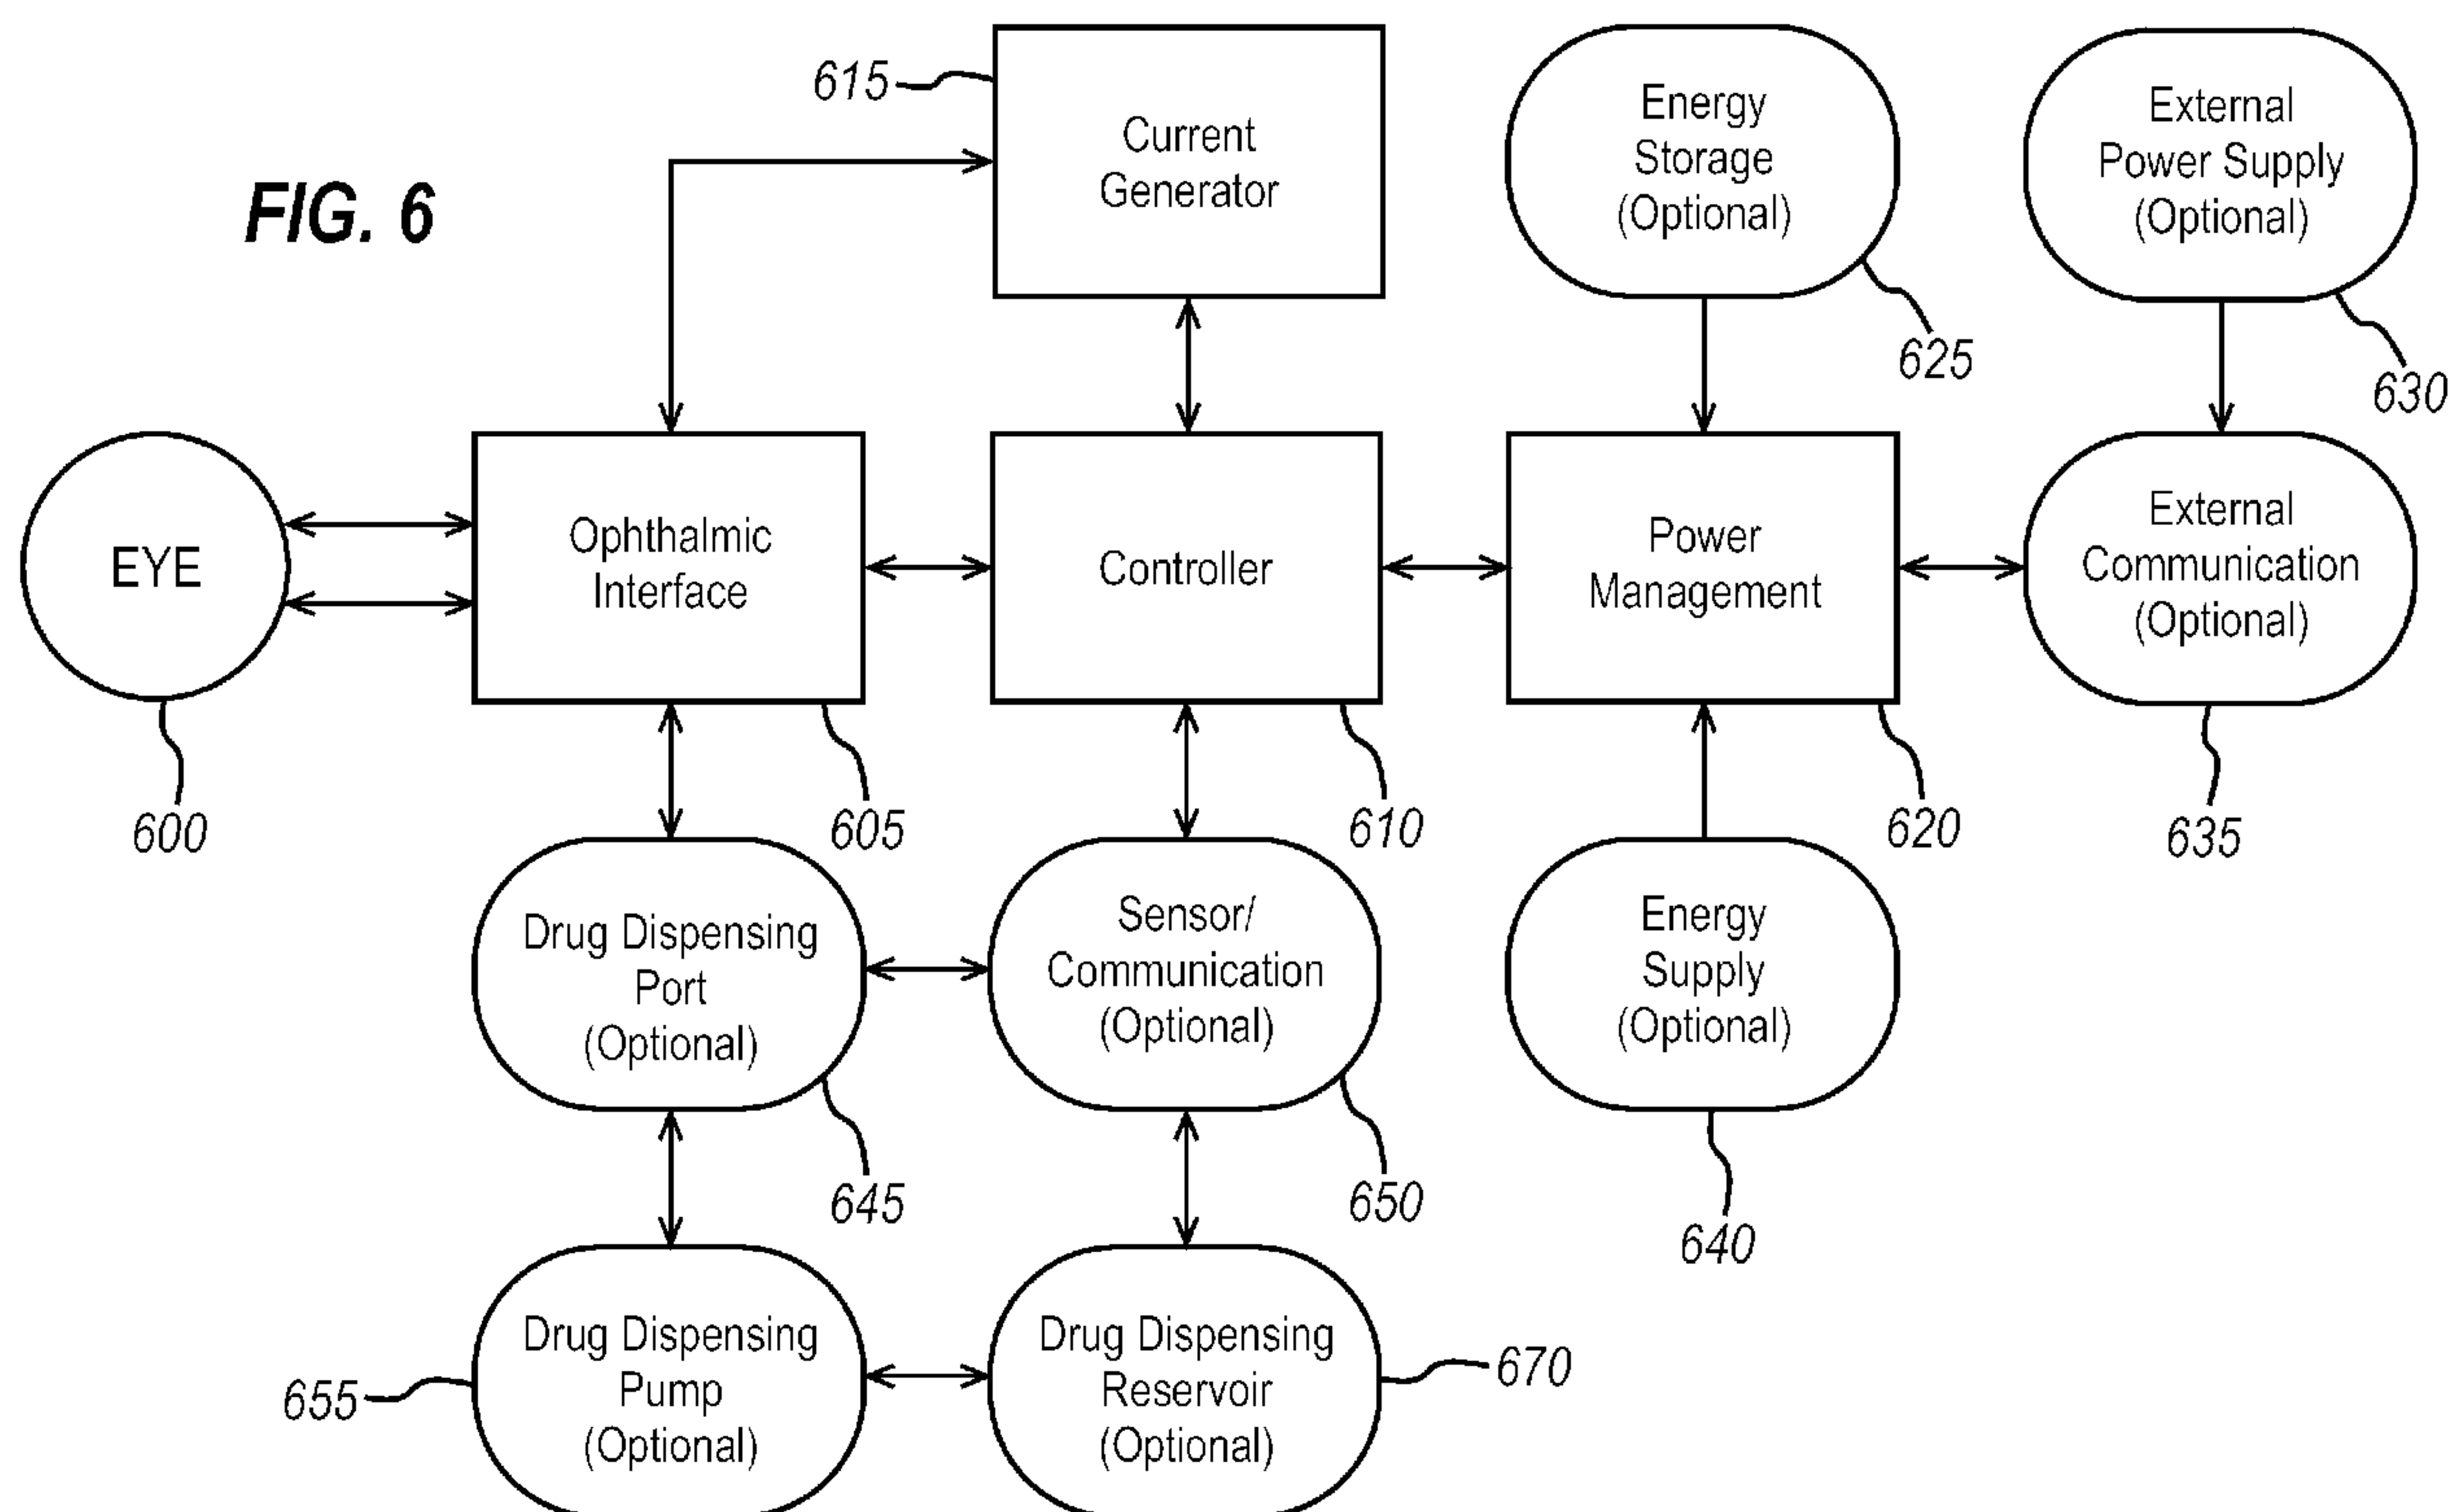 FIG. 6
615
Current
Generator
Energy
Storage
(Optional)
625
External
Power Supply
(Optional)
630
EYE
600
Ophthalmic
Interface
605
Controller
610
Power
Management
620
External
Communication
(Optional)
635
Drug Dispensing
Port
(Optional)
645
Sensor/
Communication
(Optional)
650
Energy
Supply
(Optional)
640
655
Drug Dispensing
Pump
(Optional)
Drug Dispensing
Reservoir
(Optional)
670